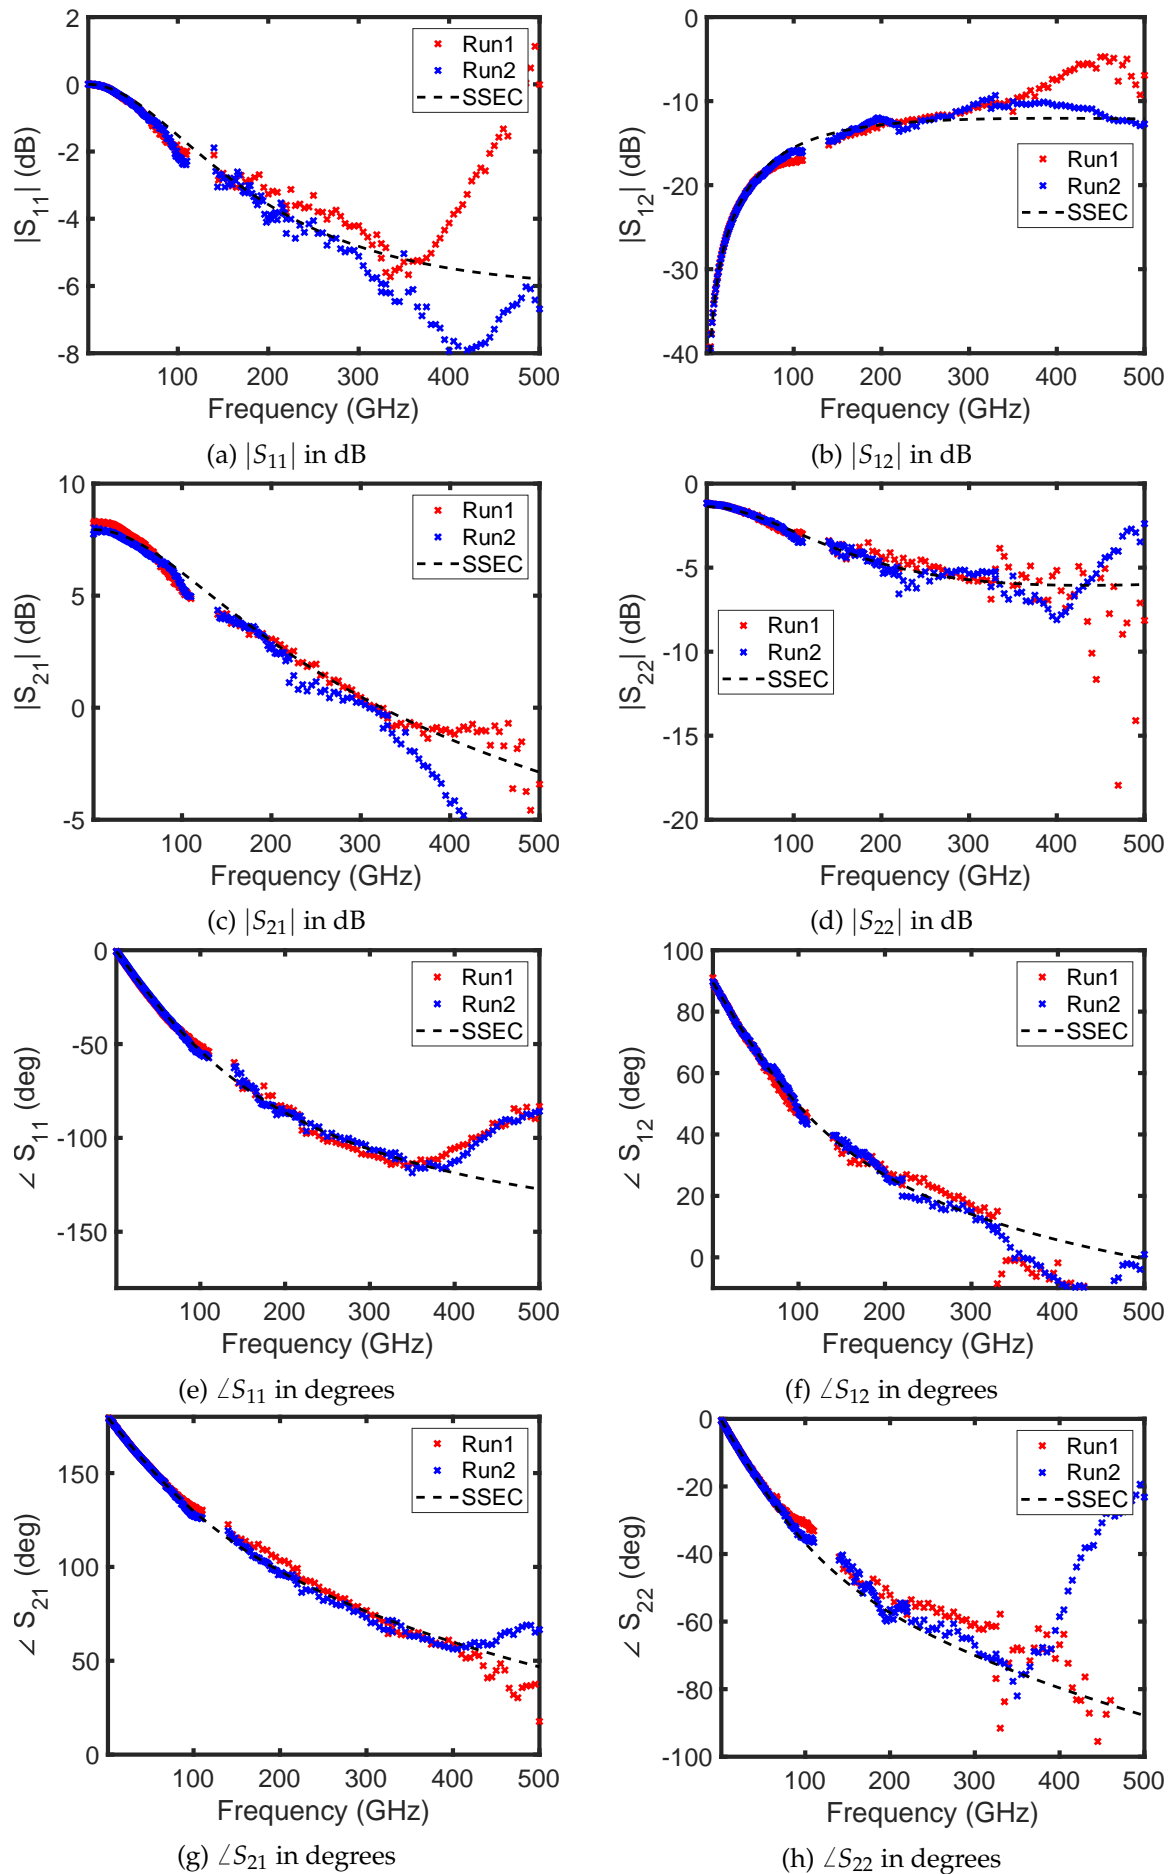 2
0
-2
-4
-6
-8
100 200 300 400 500
Frequency (GHz)
|S11| (dB)
Run1
Run2
SSEC
(a) |S11| in dB
0
-10
-20
-30
-40
100 200 300 400 500
Frequency (GHz)
|S12| (dB)
Run1
Run2
SSEC
(b) |S12| in dB
10
5
0
-5
100 200 300 400 500
Frequency (GHz)
|S21| (dB)
Run1
Run2
SSEC
(c) |S21| in dB
0
-5
-10
-15
-20
100 200 300 400 500
Frequency (GHz)
|S22| (dB)
Run1
Run2
SSEC
(d) |S22| in dB
0
-50
-100
-150
100 200 300 400 500
Frequency (GHz)
∠ S11 (deg)
Run1
Run2
SSEC
(e) ∠S11 in degrees
100
80
60
40
20
0
100 200 300 400 500
Frequency (GHz)
∠ S12 (deg)
Run1
Run2
SSEC
(f) ∠S12 in degrees
150
100
50
0
100 200 300 400 500
Frequency (GHz)
∠ S21 (deg)
Run1
Run2
SSEC
(g) ∠S21 in degrees
0
-20
-40
-60
-80
-100
100 200 300 400 500
Frequency (GHz)
∠ S22 (deg)
Run1
Run2
SSEC
(h) ∠S22 in degrees